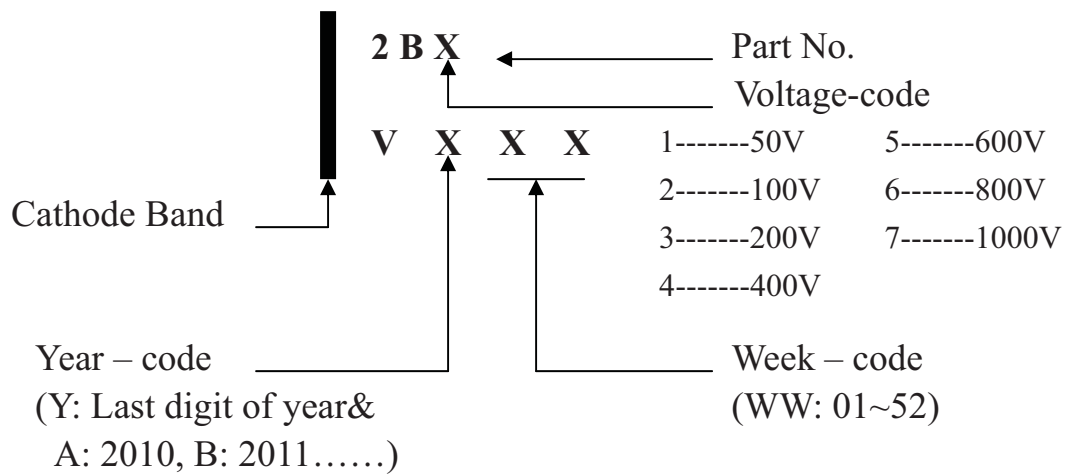 2 B X Part No.
Voltage-code
V X X X
1-------50V 5-------600V
2-------100V 6-------800V
3-------200V 7-------1000V
4-------400V
Cathode Band
Year – code
(Y: Last digit of year&
A: 2010, B: 2011……)
Week – code
(WW: 01~52)